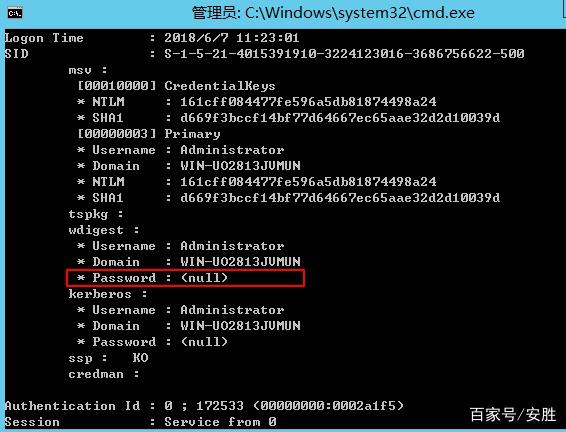 管理员: C:\Windows\system32\cmd.exe
Logon Time        : 2018/6/7 11:23:01
SID               : S-1-5-21-4015391910-3224123016-3686756622-500
        msv :
         [00010000] CredentialKeys
         * NTLM     : 161cff084477fe596a5db81874498a24
         * SHA1     : d669f3bccf14bf77d64667ec65aae32d2d10039d
         [00000003] Primary
         * Username : Administrator
         * Domain   : WIN-UO2813JVMUN
         * NTLM     : 161cff084477fe596a5db81874498a24
         * SHA1     : d669f3bccf14bf77d64667ec65aae32d2d10039d
        tspkg :
        wdigest :
         * Username : Administrator
         * Domain   : WIN-UO2813JVMUN
         * Password : (null)
        kerberos :
         * Username : Administrator
         * Domain   : WIN-UO2813JVMUN
         * Password : (null)
        ssp :   KO
        credman :
Authentication Id : 0 ; 172533 (00000000:0002a1f5)
Session           : Service from 0
百家号/安胜